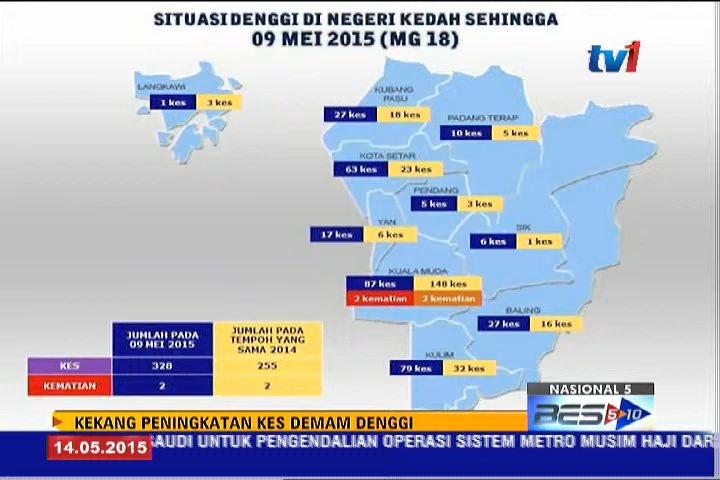 SITUASI DENGGI DI NEGERI KEDAH SEHINGGA
09 MEI 2015 (MG 18)
tv1
LANGKAWI
1 kes 3 kes
KUBANG
PASU
27 kes 18 kes
PADANG TERAP
10 kes 5 kes
KOTA SETAR
63 kes 23 kes
PENDANG
5 kes 3 kes
YAN
17 kes 6 kes
SIK
6 kes 1 kes
KUALA MUDA
87 kes 148 kes
2 kematian 2 kematian
BALING
27 kes 16 kes
KULIM
79 kes 32 kes
JUMLAH PADA
09 MEI 2015
JUMLAH PADA
TEMPOH YANG
SAMA 2014
KES 328 255
KEMATIAN 2 2
NASIONAL 5
BES 5 10
KEKANG PENINGKATAN KES DEMAM DENGGI
14.05.2015 SAUDI UNTUK PENGENDALIAN OPERASI SISTEM METRO MUSIM HAJI DAR